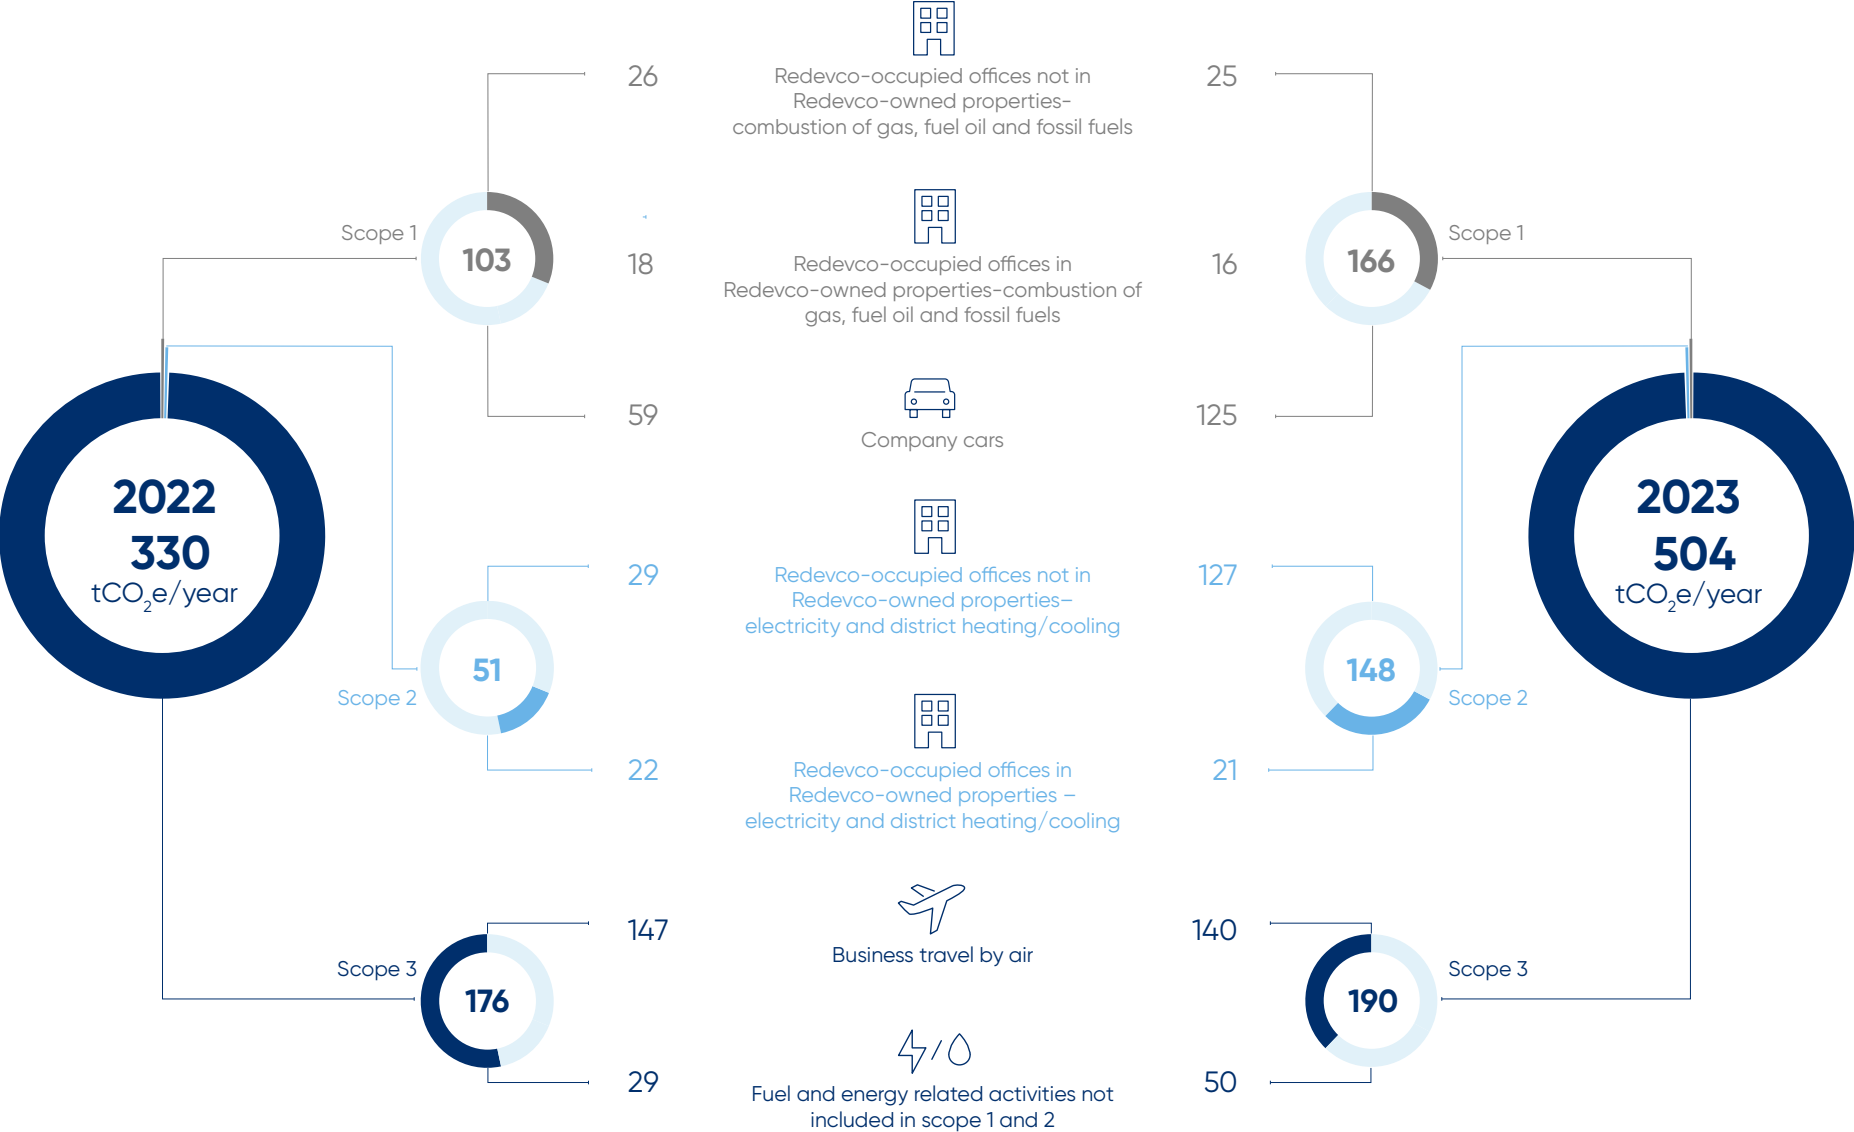 26
Redevco-occupied offices not in
Redevco-owned properties-
combustion of gas, fuel oil and fossil fuels
25
Scope 1
103
18
Redevco-occupied offices in
Redevco-owned properties-combustion of
gas, fuel oil and fossil fuels
16
166
Scope 1
59
Company cars
125
2022
330
tCO₂e/year
2023
504
tCO₂e/year
29
Redevco-occupied offices not in
Redevco-owned properties–
electricity and district heating/cooling
127
51
Scope 2
148
Scope 2
22
Redevco-occupied offices in
Redevco-owned properties –
electricity and district heating/cooling
21
147
Business travel by air
140
Scope 3
176
190
Scope 3
29
Fuel and energy related activities not
included in scope 1 and 2
50